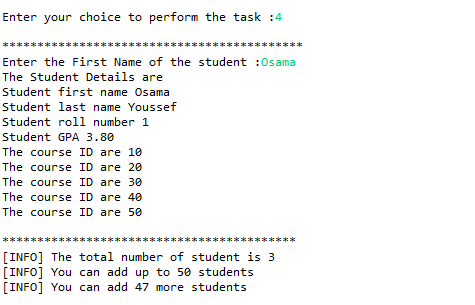 Enter your choice to perform the task :4
*******************************************
Enter the First Name of the student :Osama
The Student Details are
Student first name Osama
Student last name Youssef
Student roll number 1
Student GPA 3.80
The course ID are 10
The course ID are 20
The course ID are 30
The course ID are 40
The course ID are 50
******************************************
[INFO] The total number of student is 3
[INFO] You can add up to 50 students
[INFO] You can add 47 more students